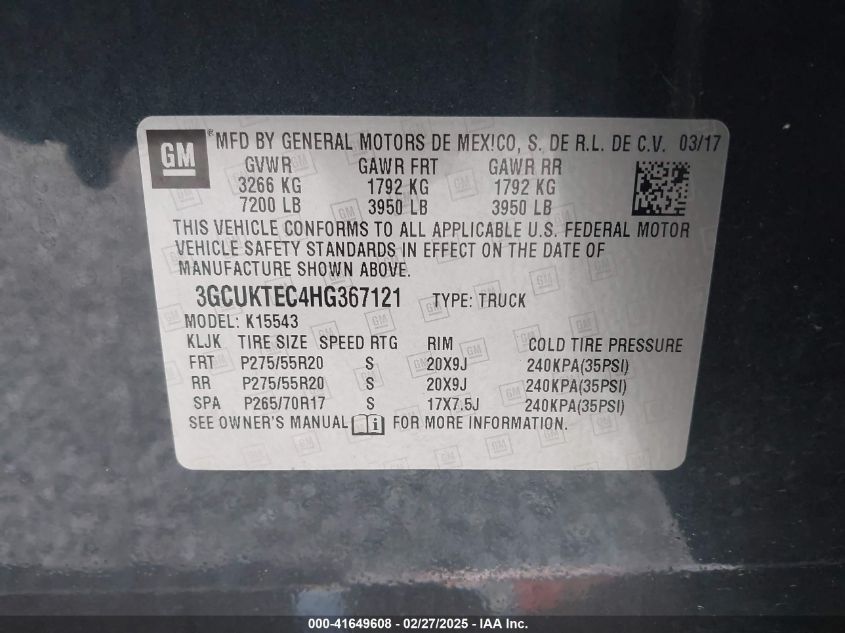 GM ®MFD BY GENERAL MOTORS DE MEXICO, S. DE R.L. DE C.V. 03/17
GVWR GAWR FRT GAWR RR
3266 KG 1792 KG 1792 KG
7200 LB 3950 LB 3950 LB
THIS VEHICLE CONFORMS TO ALL APPLICABLE U.S. FEDERAL MOTOR
VEHICLE SAFETY STANDARDS IN EFFECT ON THE DATE OF
MANUFACTURE SHOWN ABOVE.
3GCUKTEC4HG367121 TYPE: TRUCK
MODEL: K15543
KLJK TIRE SIZE SPEED RTG RIM COLD TIRE PRESSURE
FRT P275/55R20 S 20X9J 240KPA(35PSI)
RR P275/55R20 S 20X9J 240KPA(35PSI)
SPA P265/70R17 S 17X7.5J 240KPA(35PSI)
SEE OWNER'S MANUAL i FOR MORE INFORMATION.
000-41649608 - 02/27/2025 - IAA Inc.